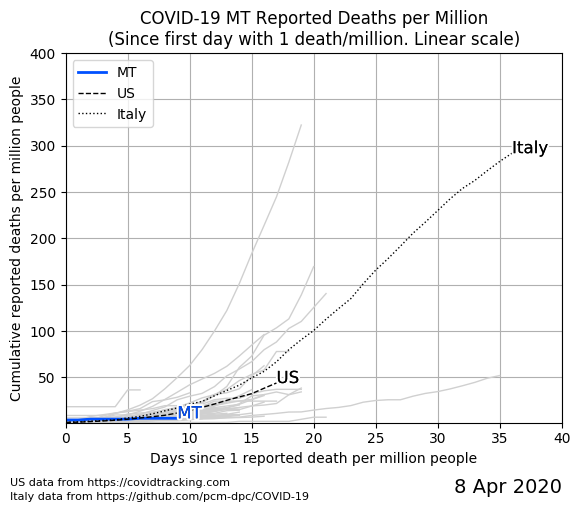 COVID-19 MT Reported Deaths per Million
(Since first day with 1 death/million. Linear scale)
Cumulative reported deaths per million people
400
350
300
250
200
150
100
50
MT
US
Italy
Italy
US
MT
0
5
10
15
20
25
30
35
40
Days since 1 reported death per million people
US data from https://covidtracking.com
Italy data from https://github.com/pcm-dpc/COVID-19
8 Apr 2020